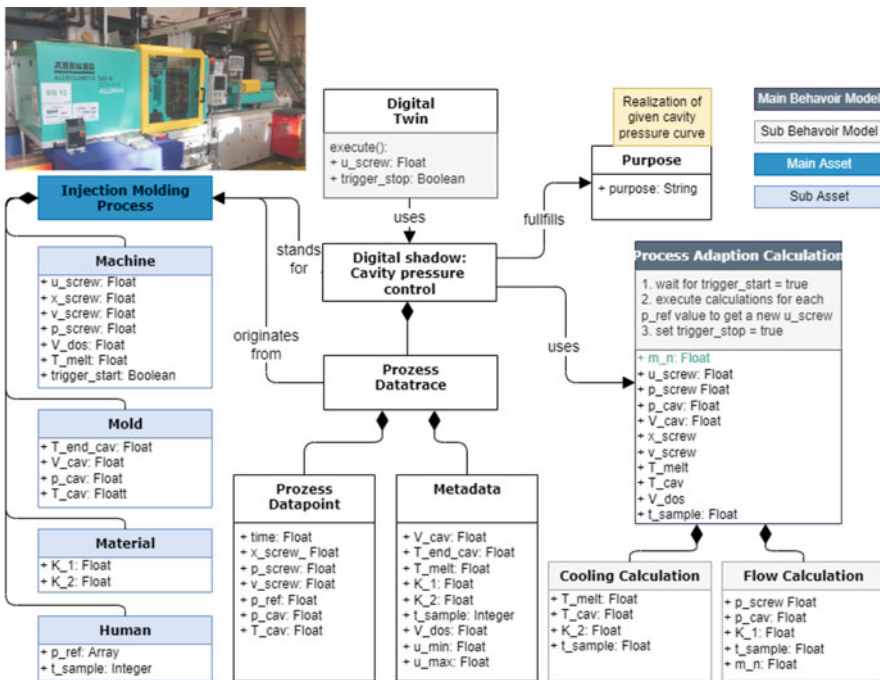 ARBURG
Digital
Twin
execute():
+ u_screw: Float
+ trigger_stop: Boolean
uses
Realization of
given cavity
pressure curve
Purpose
+ purpose: String
fullfills
Main Behavoir Model
Sub Behavoir Model
Main Asset
Sub Asset
Injection Molding
Process
stands
for
Digital shadow:
Cavity pressure
control
originates
from
uses
Machine
+ u_screw: Float
+ x_screw: Float
+ v_screw: Float
+ p_screw: Float
+ V_dos: Float
+ T_melt: Float
+ trigger_start: Boolean
Mold
+ T_end_cav: Float
+ V_cav: Float
+ p_cav: Float
+ T_cav: Floatt
Material
+ K_1: Float
+ K_2: Float
Human
+ p_ref: Array
+ t_sample: Integer
Prozess
Datatrace
Prozess
Datapoint
+ time: Float
+ x_screw_ Float
+ p_screw: Float
+ v_screw: Float
+ p_ref: Float
+ p_cav: Float
+ T_cav: Float
Metadata
+ V_cav: Float
+ T_end_cav: Float
+ T_melt: Float
+ K_1: Float
+ K_2: Float
+ t_sample: Integer
+ V_dos: Float
+ u_min: Float
+ u_max: Float
Process Adaption Calculation
1. wait for trigger_start = true
2. execute calculations for each
p_ref value to get a new u_screw
3. set trigger_stop = true
+ m_n: Float
+ u_screw: Float
+ p_screw Float
+ p_cav: Float
+ V_cav: Float
+ x_screw
+ v_screw
+ T_melt
+ T_cav
+ V_dos
+ t_sample: Float
Cooling Calculation
+ T_melt: Float
+ T_cav: Float
+ K_2: Float
+ t_sample: Float
Flow Calculation
+ p_screw Float
+ p_cav: Float
+ K_1: Float
+ t_sample: Float
+ m_n: Float